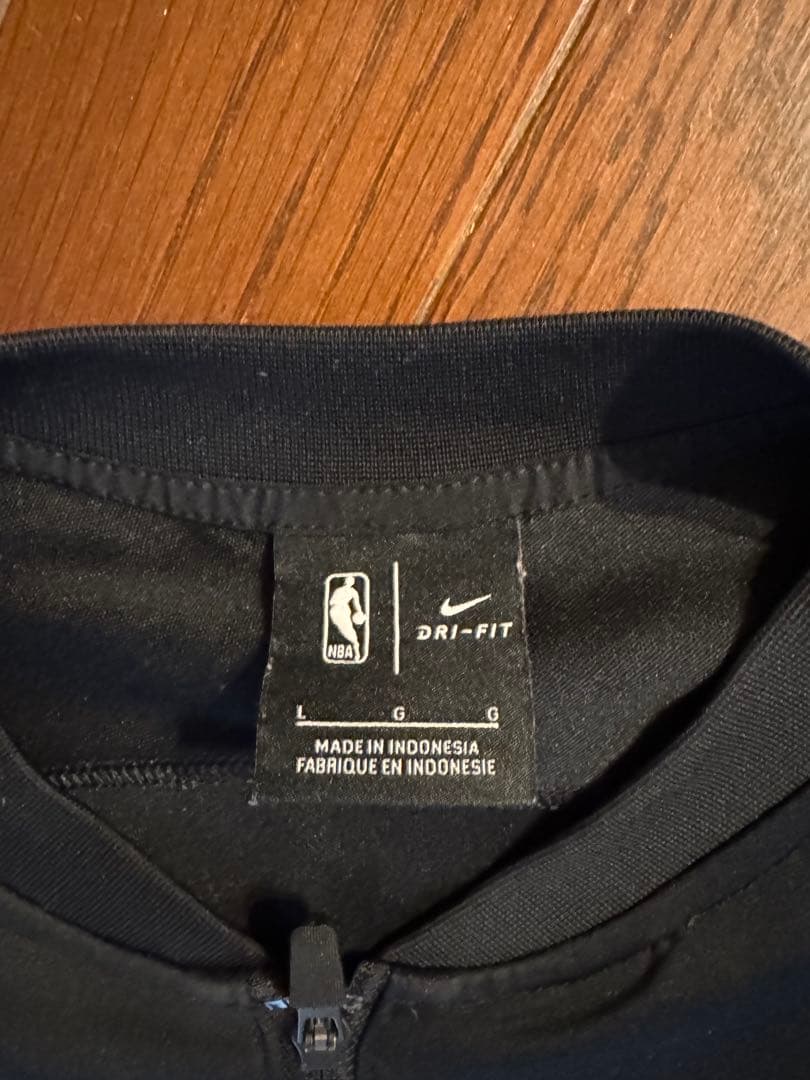 NBA
DRI-FIT
L G G
MADE IN INDONESIA
FABRIQUE EN INDONESIE